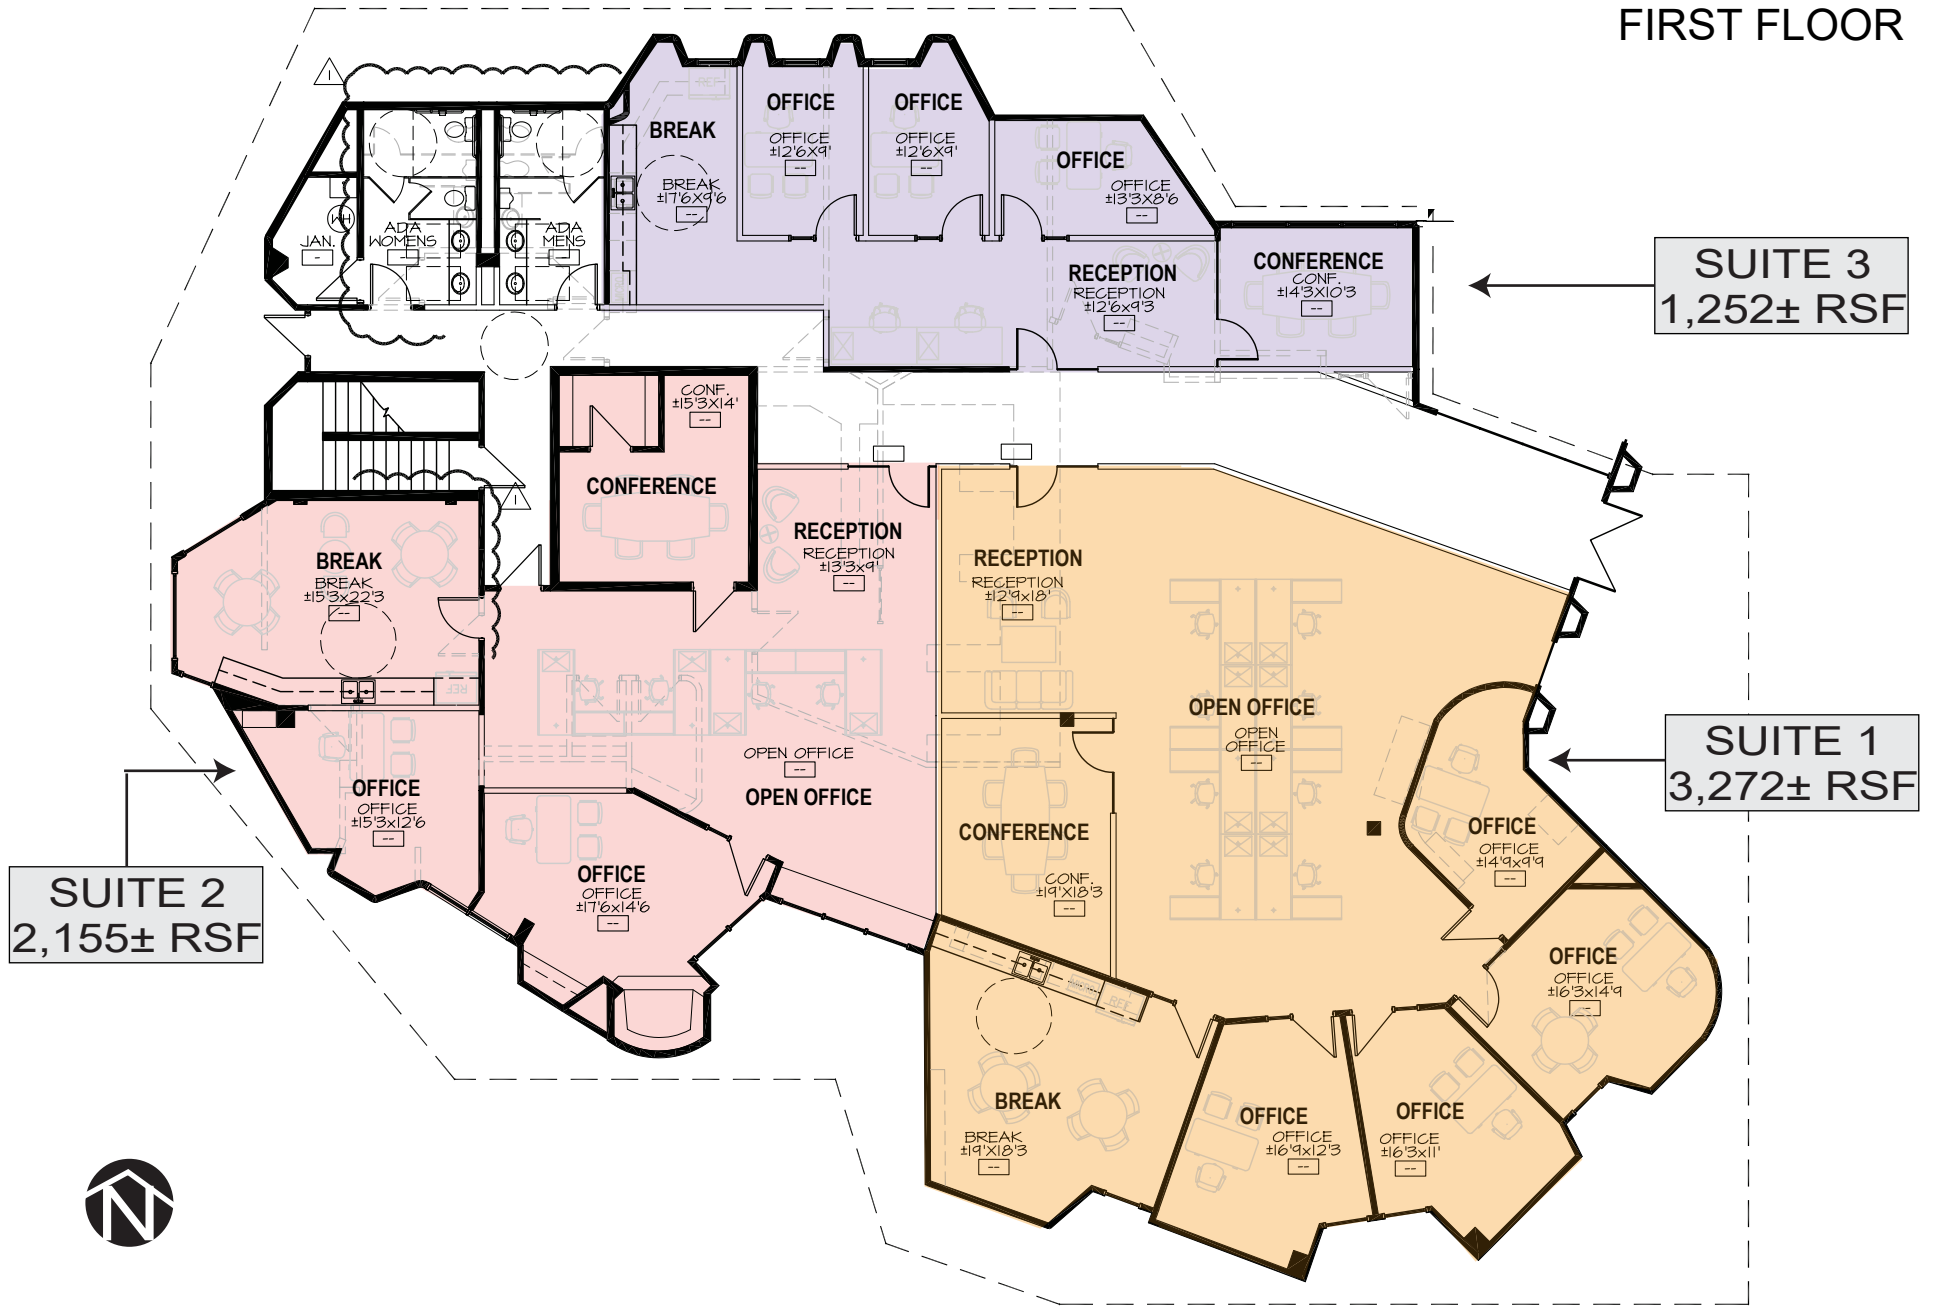 FIRST FLOOR
REF
BREAK
BREAK
±17'6X9'6
--
OFFICE
OFFICE
±12'6X9'
--
OFFICE
OFFICE
±12'6X9'
--
OFFICE
OFFICE
±13'3X8'6
--
RECEPTION
RECEPTION
±12'6x9'3
--
CONFERENCE
CONF.
±14'3X10'3
--
SUITE 3
1,252± RSF
1
WH
JAN.
-
ADA
WOMENS
--
ADA
MENS
--
CONF.
±15'3X14'
--
CONFERENCE
1
RECEPTION
RECEPTION
±13'3x9'
--
BREAK
BREAK
±15'3x22'3
--
REF
OFFICE
OFFICE
±15'3x12'6
--
OPEN OFFICE
--
OPEN OFFICE
OFFICE
OFFICE
±17'6x14'6
--
SUITE 2
2,155± RSF
RECEPTION
RECEPTION
±12'9x18'
--
OPEN OFFICE
OPEN
OFFICE
--
SUITE 1
3,272± RSF
CONFERENCE
CONF.
±19'X18'3
--
OFFICE
OFFICE
±14'9x9'9
--
OFFICE
OFFICE
±16'3x14'9
--
REF
BREAK
BREAK
±19'X18'3
--
OFFICE
OFFICE
±16'9x12'3
--
OFFICE
OFFICE
±16'3x11'
--
N